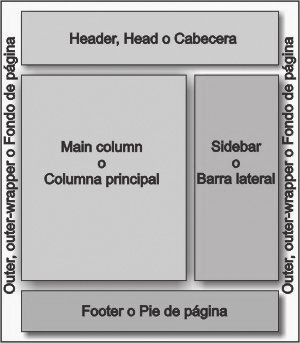 Header, Head o Cabecera
Outer, outer-wrapper o Fondo de página
Main column
o
Columna principal
Sidebar
o
Barra lateral
Outer, outer-wrapper o Fondo de página
Footer o Pie de página